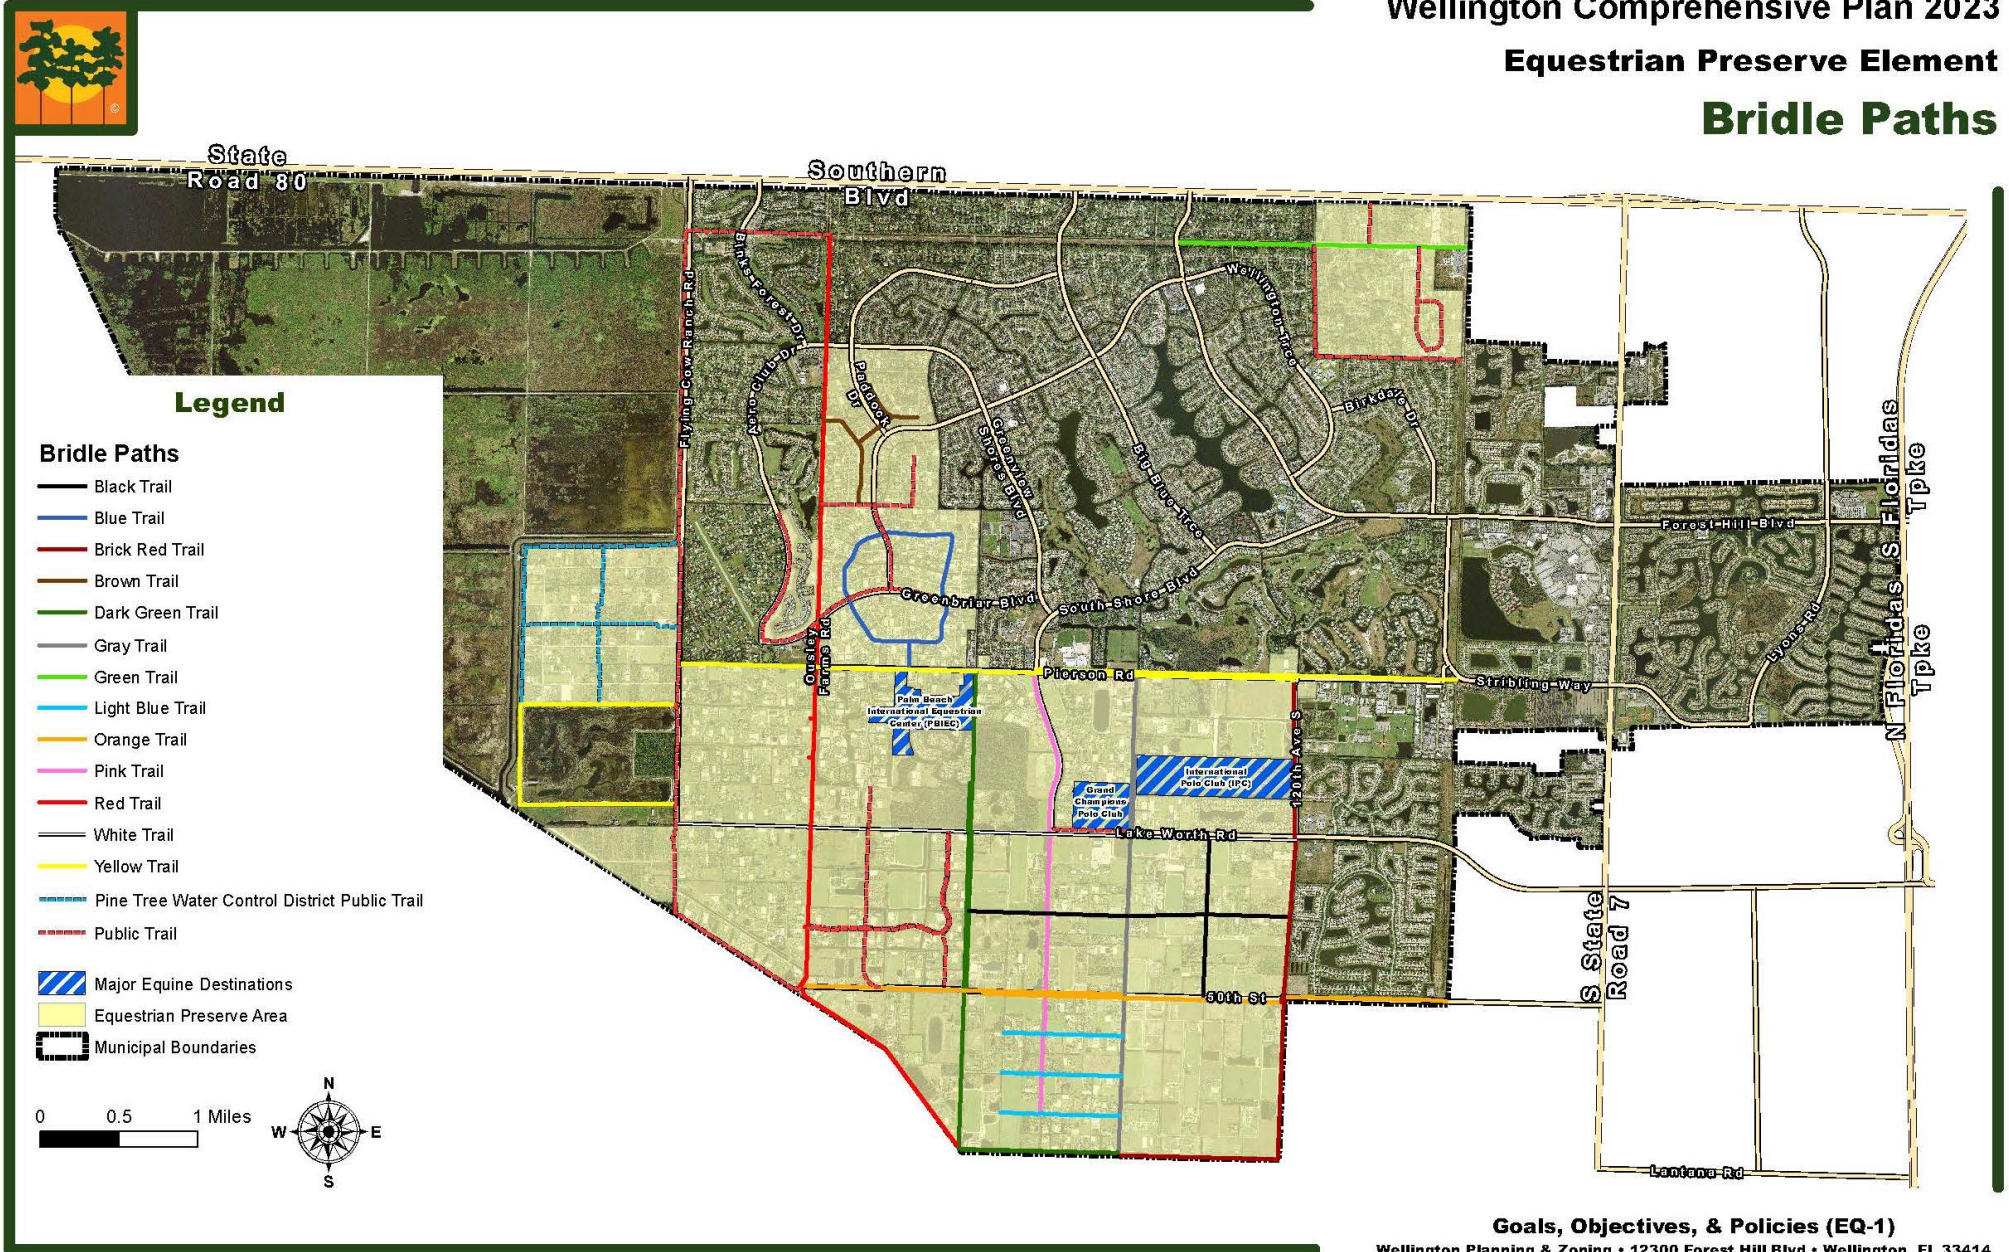 Wellington Comprehensive Plan 2023
Equestrian Preserve Element
Bridle Paths
©
State
Road 80
Southern
Blvd
Legend
Bridle Paths
Black Trail
Blue Trail
Brick Red Trail
Brown Trail
Dark Green Trail
Gray Trail
Green Trail
Light Blue Trail
Orange Trail
Pink Trail
Red Trail
White Trail
Yellow Trail
Pine Tree Water Control District Public Trail
Public Trail
Major Equine Destinations
Equestrian Preserve Area
Municipal Boundaries
0 0.5 1 Miles
N
W E
S
Flying Cow Ranch Rd
Binks Forest Dr
Aero Club Dr
Paddock
Dr
Greenview
Shores Blvd
Big Blue Trce
Wellington Trce
Birkdale Dr
Forest Hill Blvd
Lyons Rd
S Floridas
Tpke
N Floridas
Tpke
N Floridas
Tpke
Greenbriar Blvd
South Shore Blvd
Ousley
Farms Rd
Pierson Rd
Stribling Way
Palm Beach
International Equestrian
Center (PBIEC)
International
Polo Club (IPC)
Grand
Champions
Polo Club
120th Ave S
Lake Worth Rd
50th St
S State
Road 7
Lantana Rd
Goals, Objectives, & Policies (EQ-1)
Wellington Planning & Zoning • 12300 Forest Hill Blvd • Wellington, FL 33414